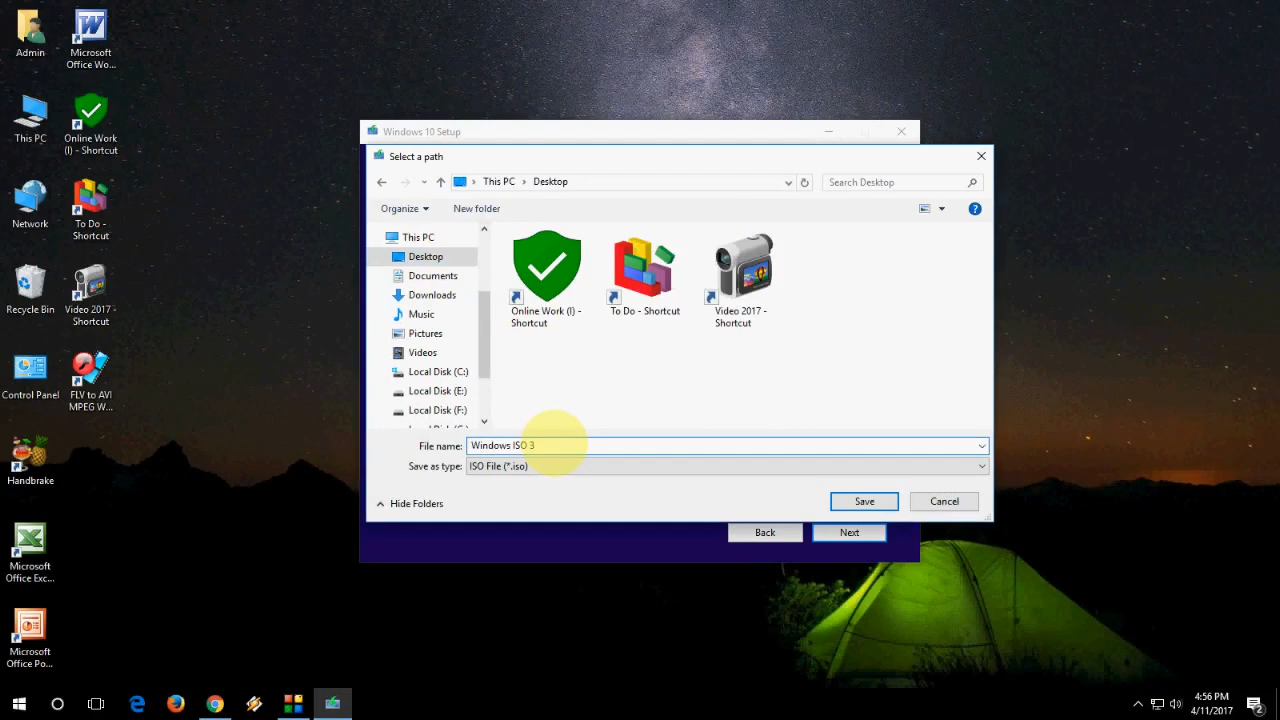 Admin
Microsoft
Office Wo...
This PC
Online Work
(I) - Shortcut
Network
To Do -
Shortcut
Recycle Bin
Video 2017 -
Shortcut
Control Panel
FLV to AVI
MPEG W...
Handbrake
Microsoft
Office Exc...
Microsoft
Office Po...
Windows 10 Setup
Select a path
This PC > Desktop
Search Desktop
Organize
New folder
This PC
Desktop
Documents
Downloads
Music
Pictures
Videos
Local Disk (C:)
Local Disk (E:)
Local Disk (F:)
Online Work (I) -
Shortcut
To Do - Shortcut
Video 2017 -
Shortcut
File name: Windows ISO 3
Save as type: ISO File (*.iso)
Hide Folders
Save
Cancel
Back
Next
4:56 PM
4/11/2017
2